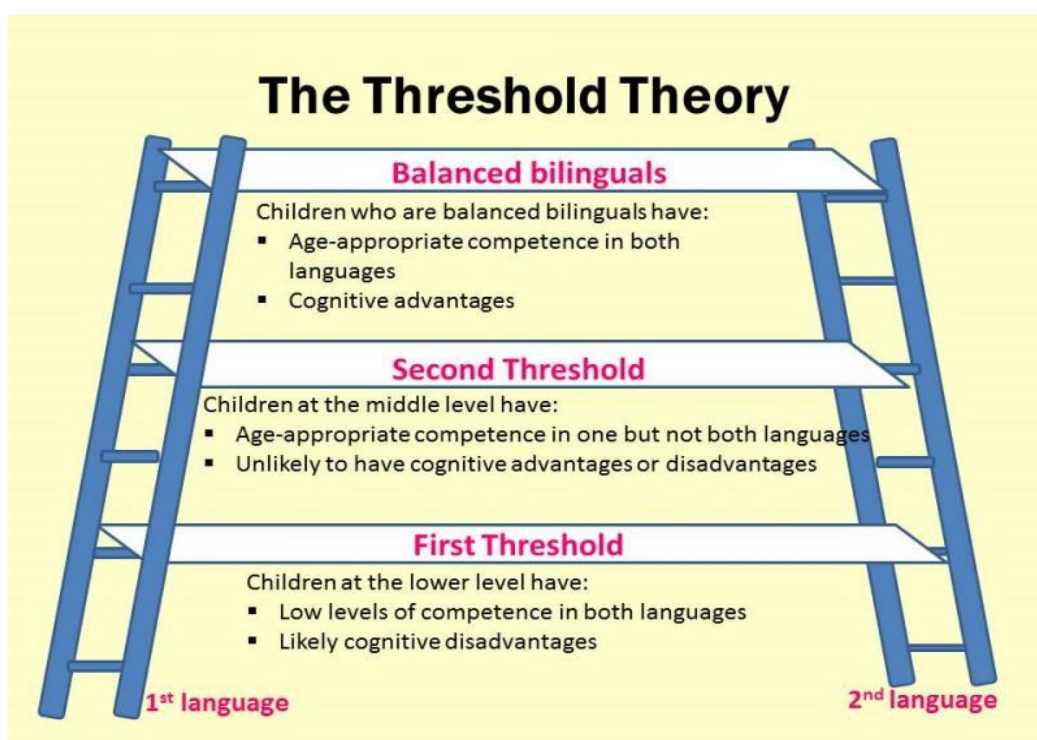 The Threshold Theory
Balanced bilinguals
Children who are balanced bilinguals have:
▪ Age-appropriate competence in both
languages
▪ Cognitive advantages
Second Threshold
Children at the middle level have:
▪ Age-appropriate competence in one but not both languages
▪ Unlikely to have cognitive advantages or disadvantages
First Threshold
Children at the lower level have:
▪ Low levels of competence in both languages
▪ Likely cognitive disadvantages
1st language
2nd language